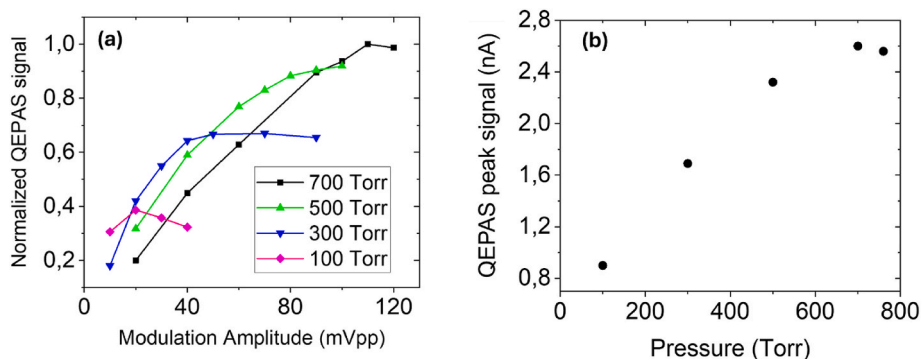 (a)
Normalized QEPAS signal
1,0
0,8
0,6
0,4
0,2
0
40
80
120
Modulation Amplitude (mVpp)
700 Torr
500 Torr
300 Torr
100 Torr
(b)
QEPAS peak signal (nA)
2,8
2,4
2,0
1,6
1,2
0,8
0
200
400
600
800
Pressure (Torr)